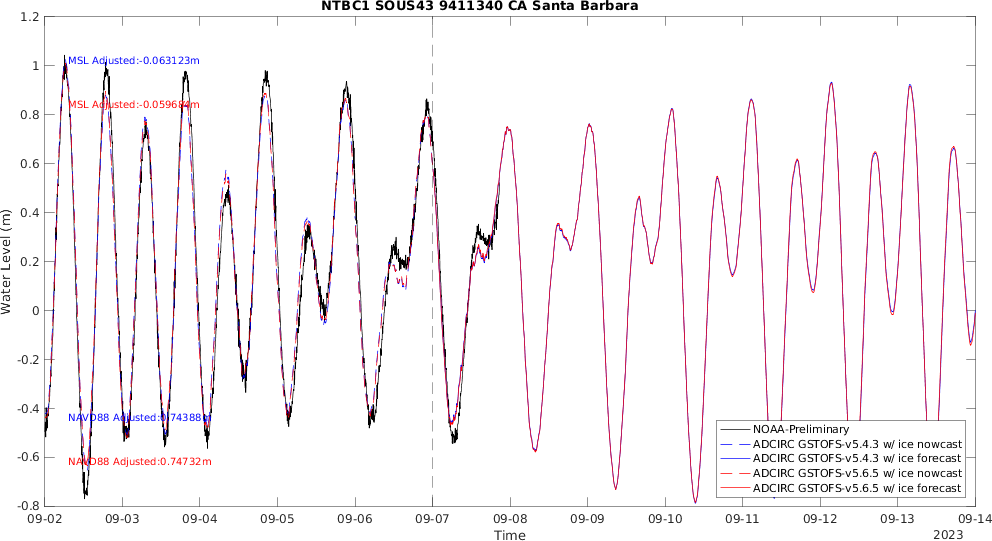 NTBC1 SOUS43 9411340 CA Santa Barbara
1.2
1
0.8
0.6
0.4
0.2
0
-0.2
-0.4
-0.6
-0.8
Water Level (m)
MSL Adjusted:-0.063123m
MSL Adjusted:-0.059684m
NAVD88 Adjusted:0.74388m
NAVD88 Adjusted:0.74732m
NOAA-Preliminary
ADCIRC GSTOFS-v5.4.3 w/ ice nowcast
ADCIRC GSTOFS-v5.4.3 w/ ice forecast
ADCIRC GSTOFS-v5.6.5 w/ ice nowcast
ADCIRC GSTOFS-v5.6.5 w/ ice forecast
09-02 09-03 09-04 09-05 09-06 09-07 09-08 09-09 09-10 09-11 09-12 09-13 09-14
Time
2023